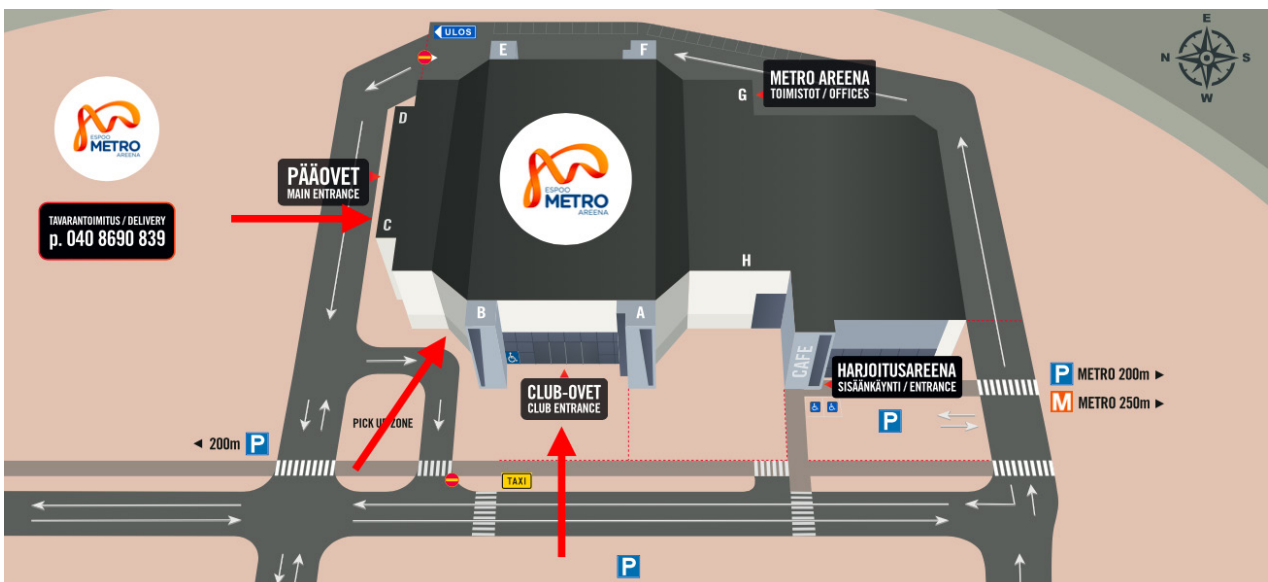 ULOS
E
F
E
N
S
W
METRO AREENA
TOIMISTOT / OFFICES
G
D
ESPOO
METRO
AREENA
PÄÄOVET
MAIN ENTRANCE
ESPOO
METRO
AREENA
TAVARANTOIMITUS / DELIVERY
p. 040 8690 839
C
H
B
A
CAFE
HARJOITUSAREENA
SISÄÄNKÄYNTI / ENTRANCE
P METRO 200m ►
M METRO 250m ►
CLUB-OVET
CLUB ENTRANCE
P
PICK UP ZONE
◄ 200m P
TAXI
P